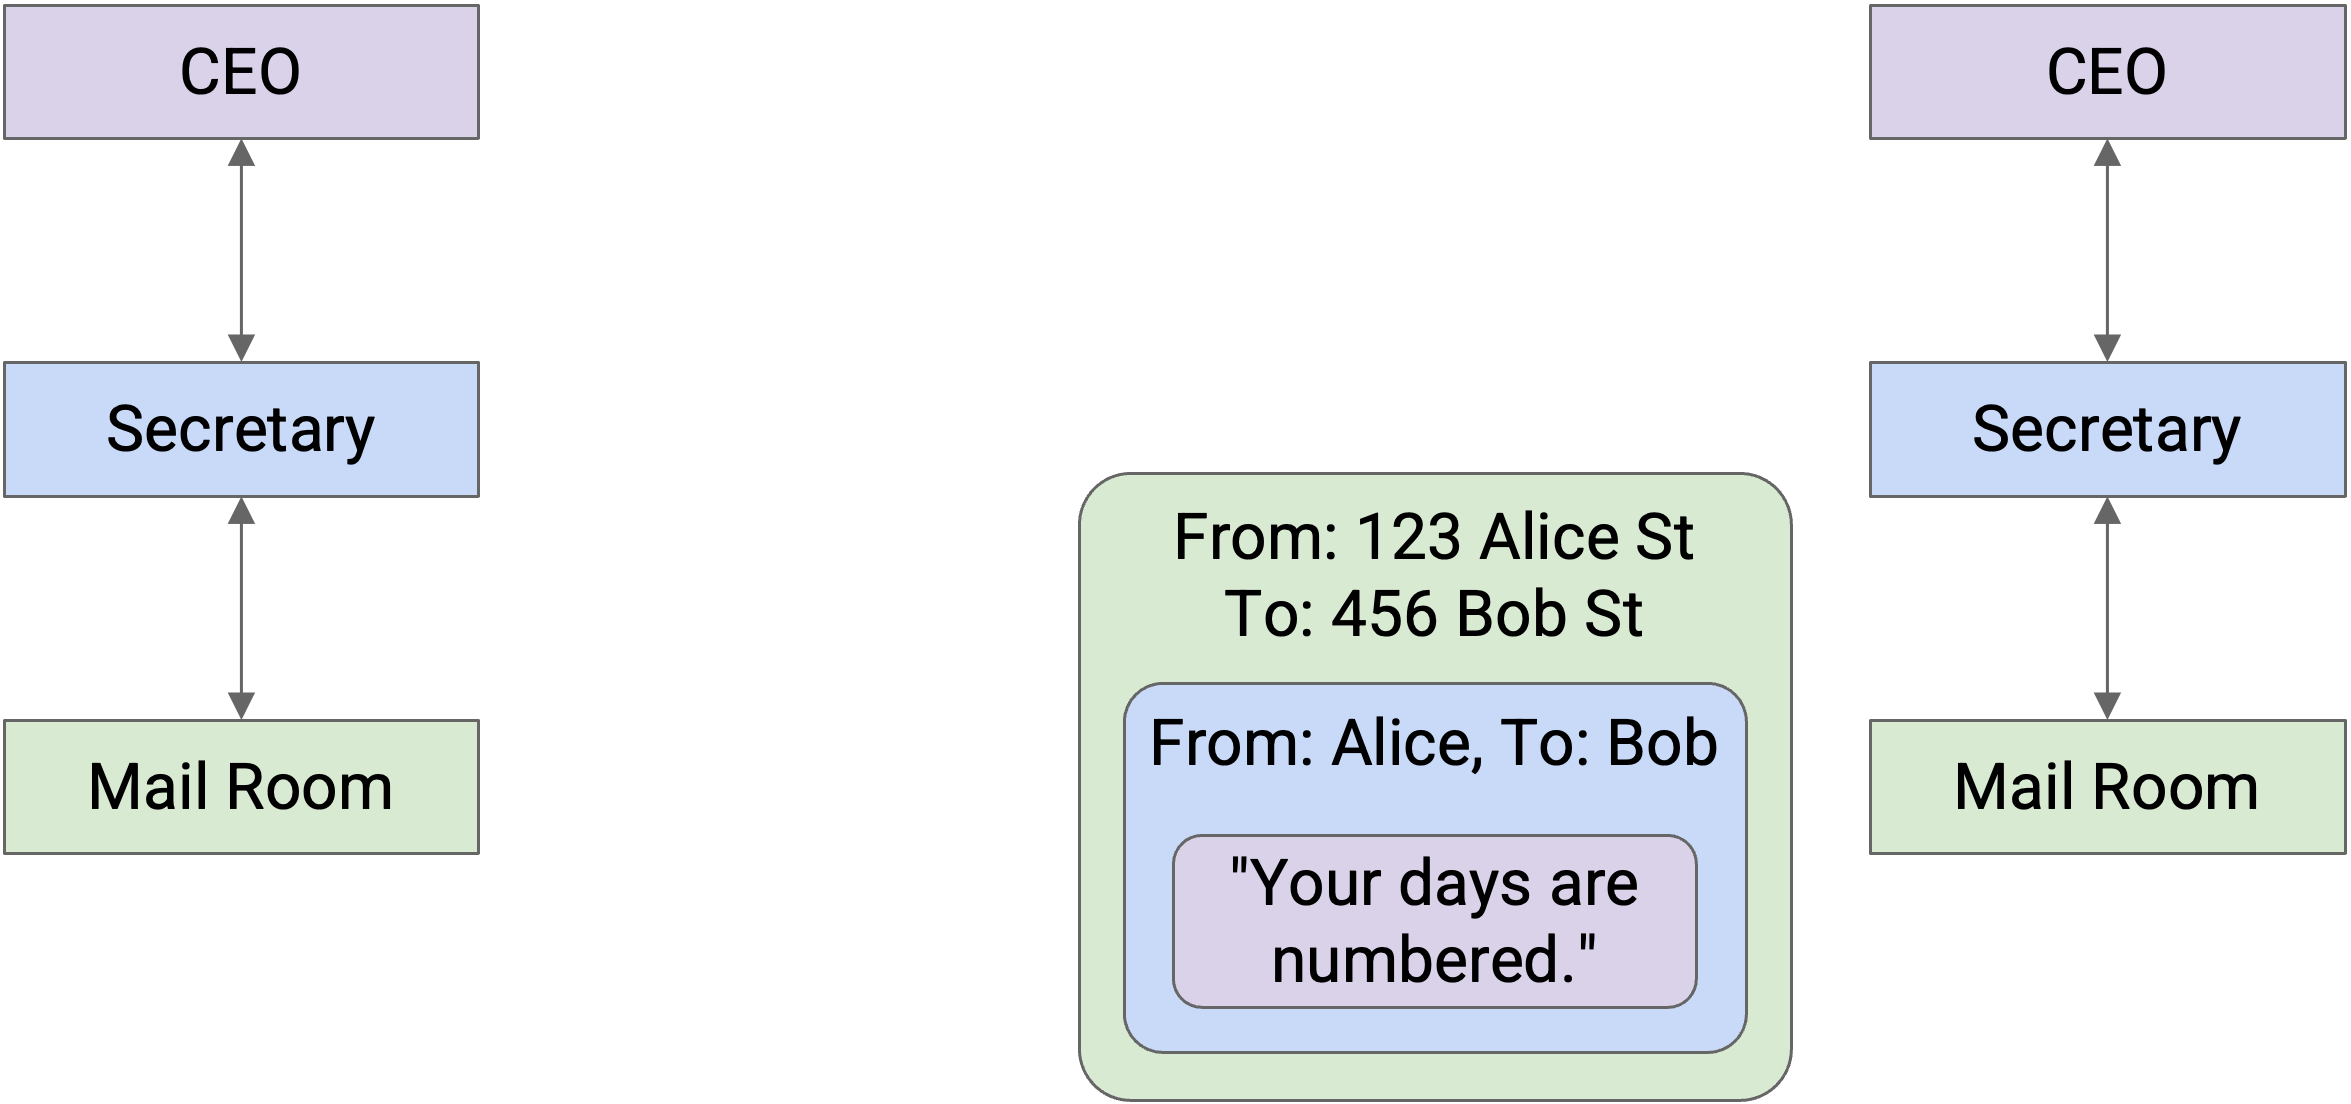 CEO
CEO
Secretary
Secretary
From: 123 Alice St
To: 456 Bob St
From: Alice, To: Bob
Mail Room
Mail Room
"Your days are
numbered."